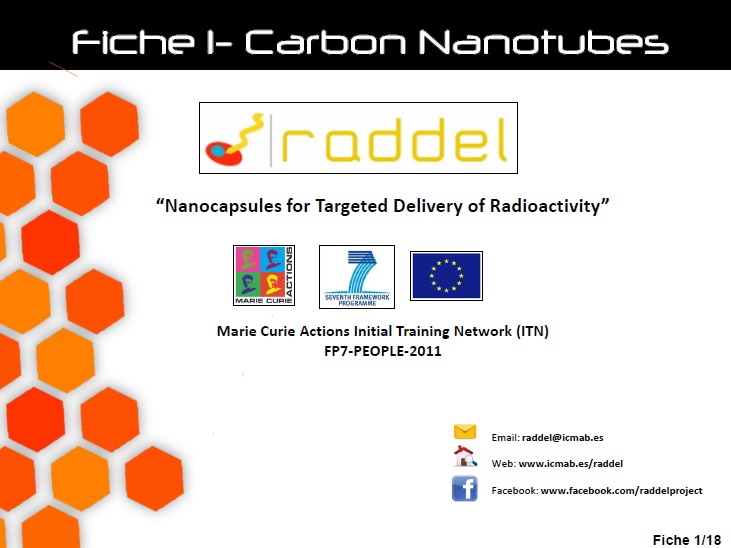 Fiche I- Carbon Nanotubes
raddel
“Nanocapsules for Targeted Delivery of Radioactivity”
MARIE CURIE ACTIONS
7
SEVENTH FRAMEWORK
PROGRAMME
Marie Curie Actions Initial Training Network (ITN)
FP7-PEOPLE-2011
Email: raddel@icmab.es
Web: www.icmab.es/raddel
f
Facebook: www.facebook.com/raddelproject
Fiche 1/18